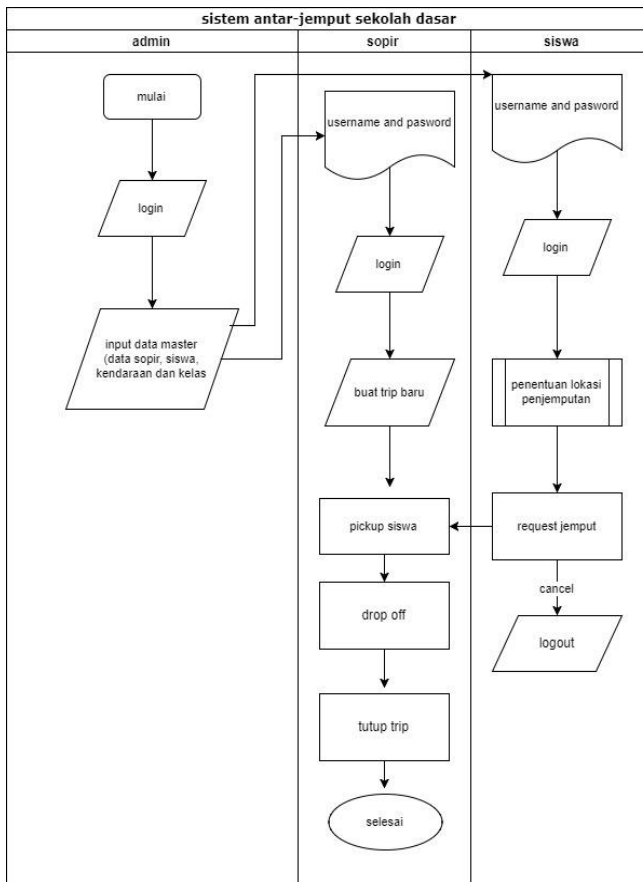 sistem antar-jemput sekolah dasar
admin
sopir
siswa
mulai
login
input data master
(data sopir, siswa,
kendaraan dan kelas
username and pasword
login
buat trip baru
pickup siswa
drop off
tutup trip
selesai
username and pasword
login
penentuan lokasi
penjemputan
request jemput
cancel
logout